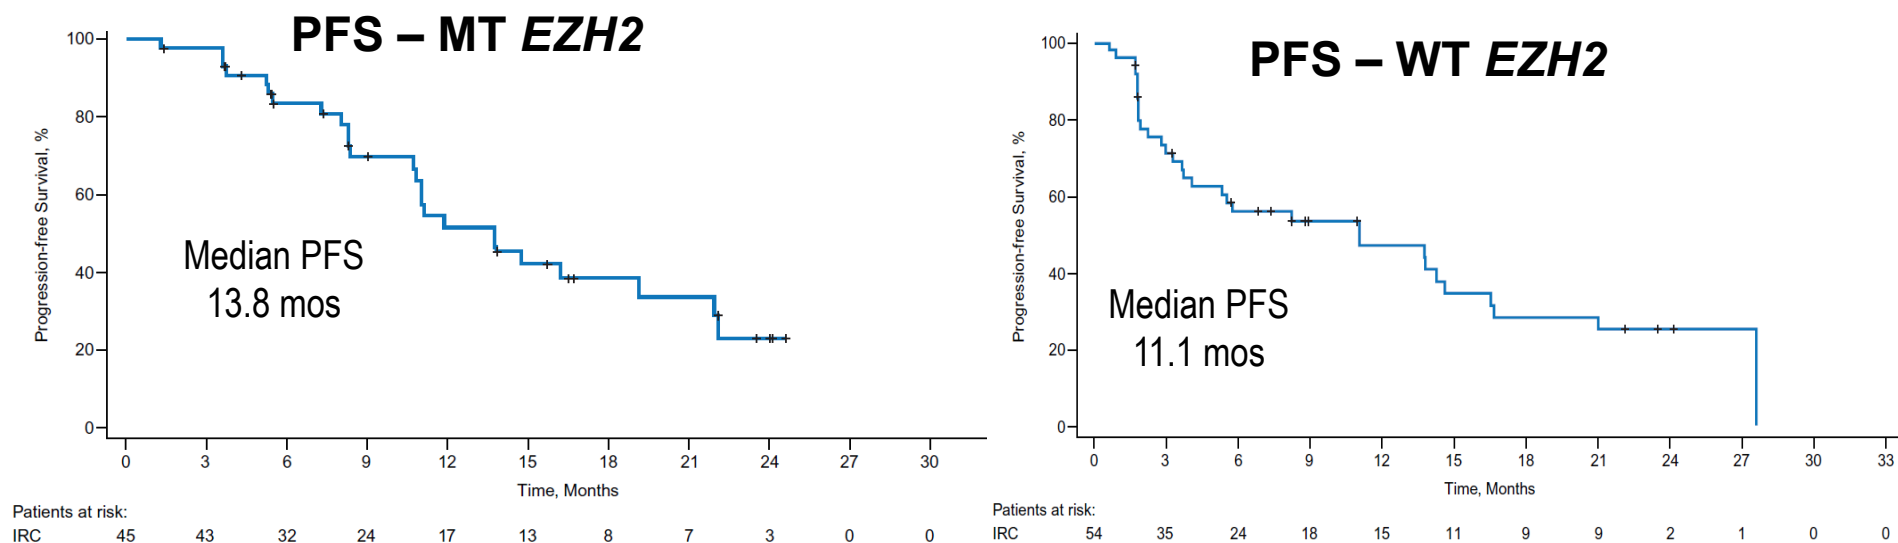 PFS – MT EZH2
100
80
60
40
20
0
Progression-free Survival, %
Median PFS
13.8 mos
0 3 6 9 12 15 18 21 24 27 30
Time, Months
Patients at risk:
IRC 45 43 32 24 17 13 8 7 3 0 0
PFS – WT EZH2
100
80
60
40
20
0
Progression-free Survival, %
Median PFS
11.1 mos
0 3 6 9 12 15 18 21 24 27 30 33
Time, Months
Patients at risk:
IRC 54 35 24 18 15 11 9 9 2 1 0 0